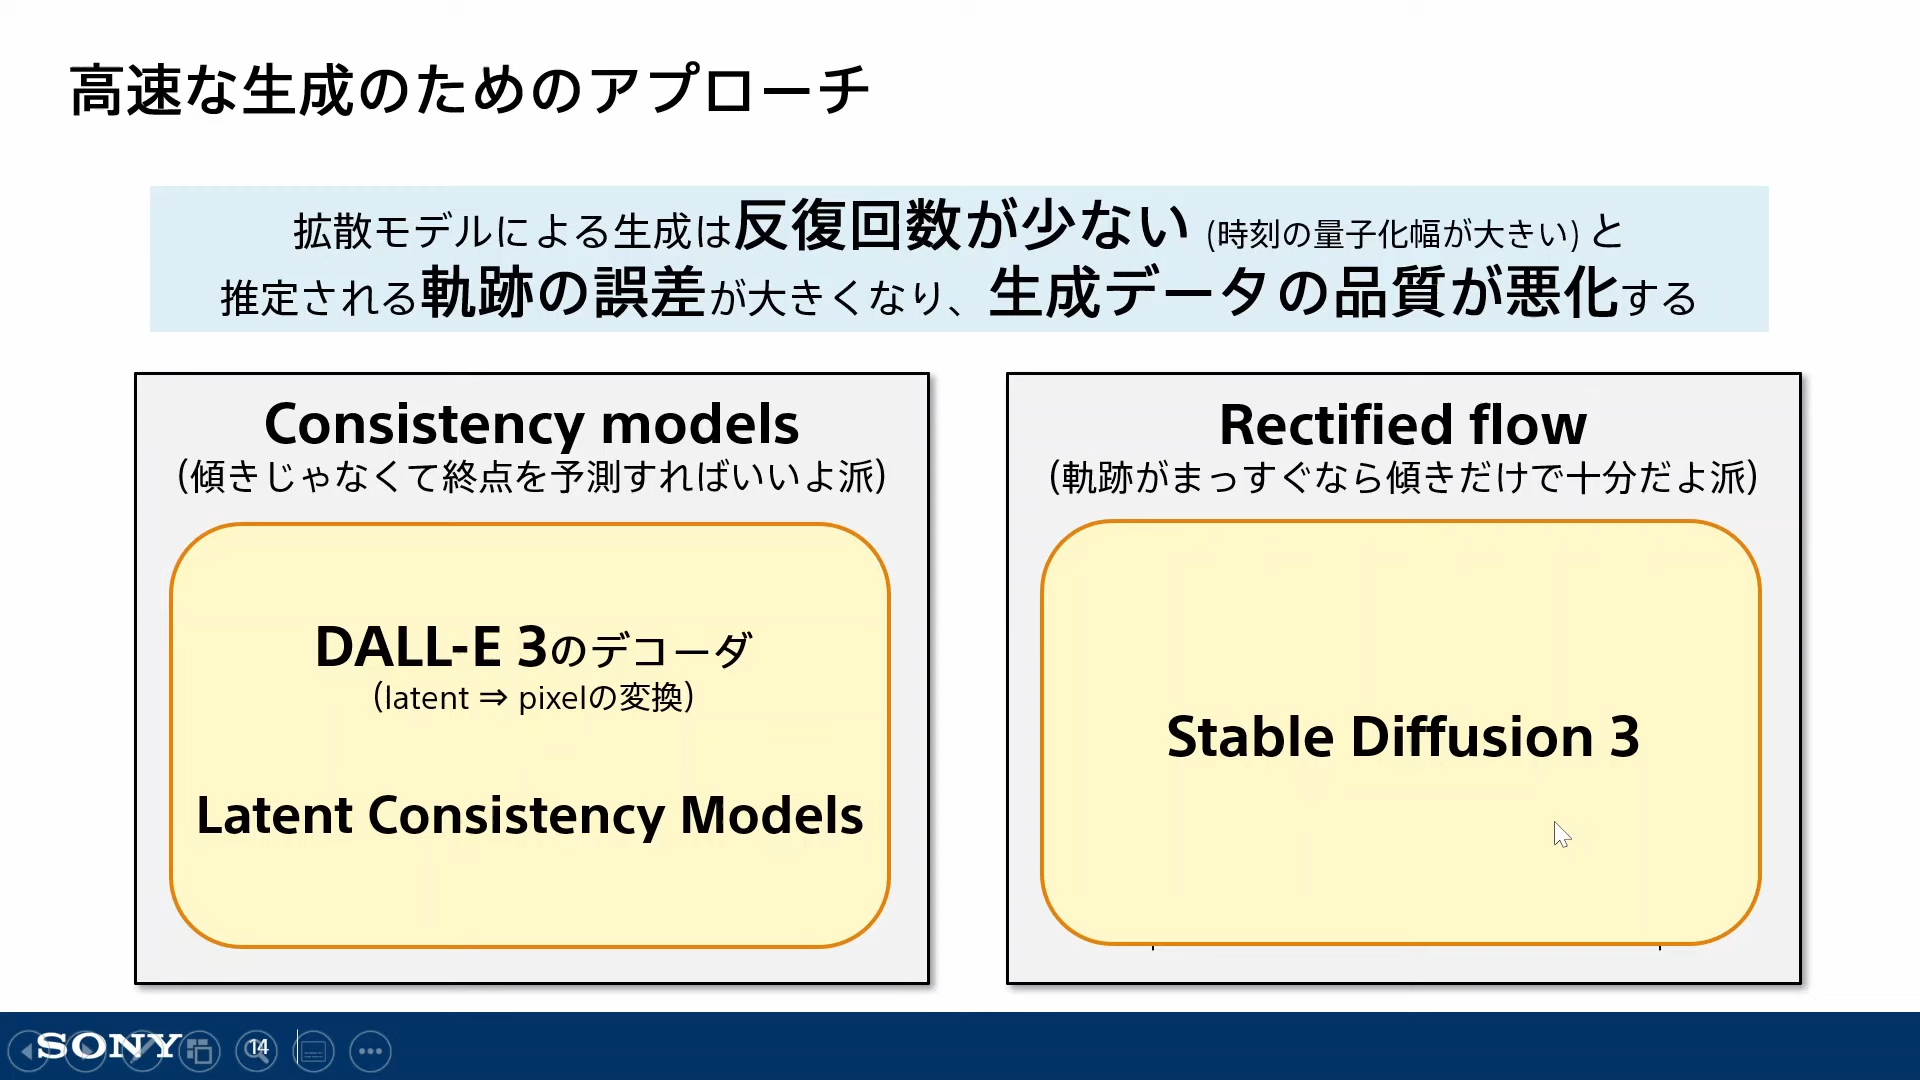 高速な生成のためのアプローチ
拡散モデルによる生成は反復回数が少ない (時刻の量子化幅が大きい) と
推定される軌跡の誤差が大きくなり、生成データの品質が悪化する
Consistency models
(傾きじゃなくて終点を予測すればいいよ派)
DALL-E 3のデコーダ
(latent ⇒ pixelの変換)
Latent Consistency Models
Rectified flow
(軌跡がまっすぐなら傾きだけで十分だよ派)
Stable Diffusion 3
SONY
14